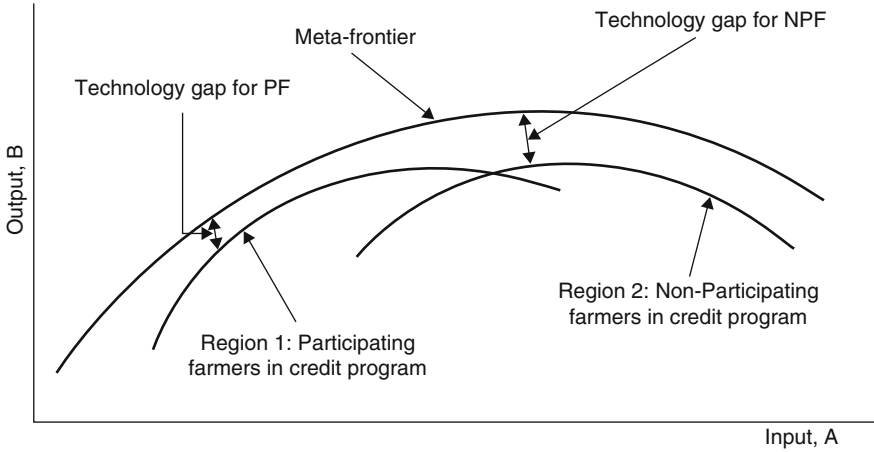 Technology gap for NPF
Meta-frontier
Technology gap for PF
Output, B
Region 2: Non-Participating
farmers in credit program
Region 1: Participating
farmers in credit program
Input, A